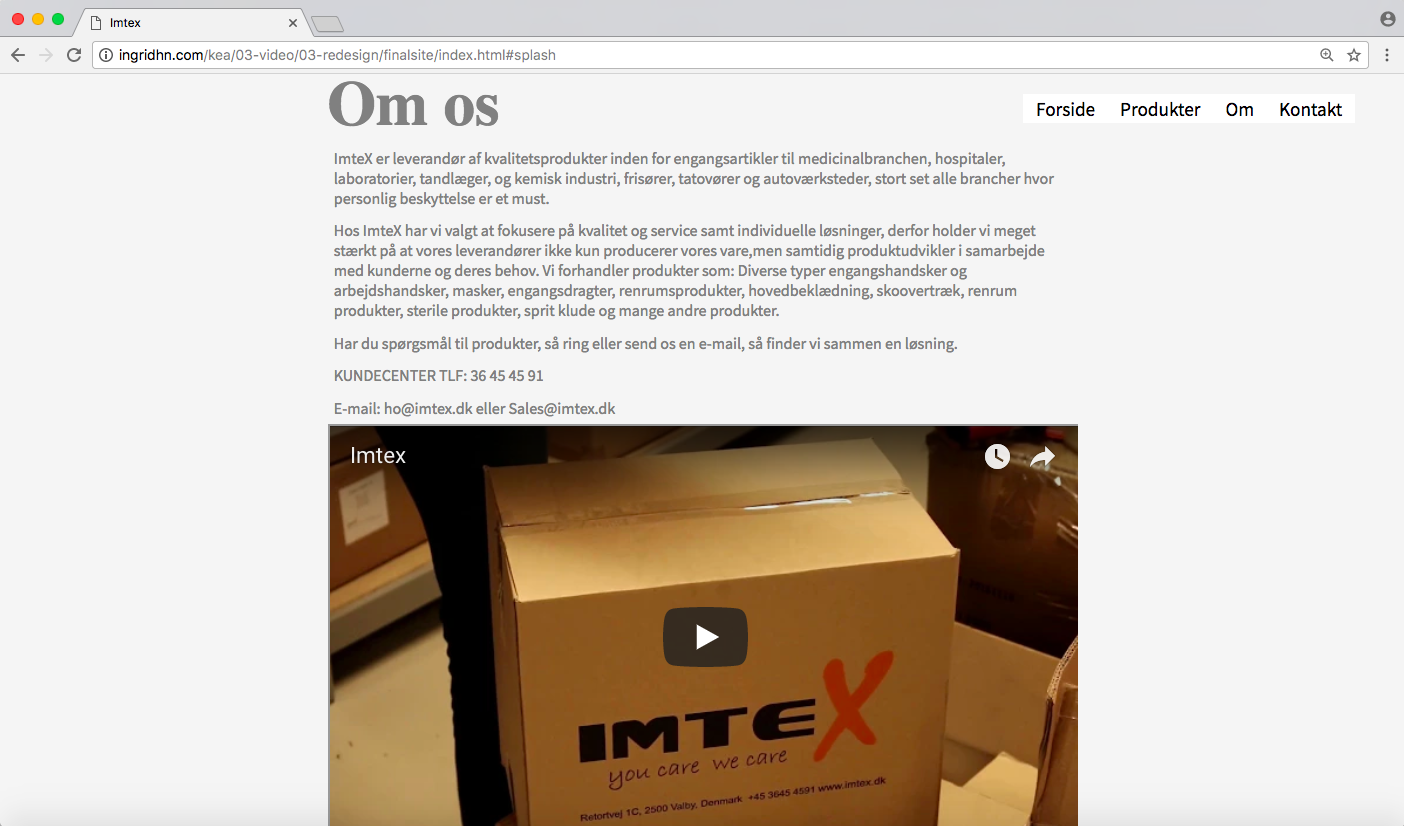 Imtex
ingridhn.com/kea/03-video/03-redesign/finalsite/index.html#splash
Om os
Forside Produkter Om Kontakt
ImteX er leverandør af kvalitetsprodukter inden for engangsartikler til medicinalbranchen, hospitaler,
laboratorier, tandlæger, og kemisk industri, frisører, tatovører og autoværksteder, stort set alle brancher hvor
personlig beskyttelse er et must.
Hos ImteX har vi valgt at fokusere på kvalitet og service samt individuelle løsninger, derfor holder vi meget
stærkt på at vores leverandører ikke kun producerer vores vare,men samtidig produktudvikler i samarbejde
med kunderne og deres behov. Vi forhandler produkter som: Diverse typer engangshandsker og
arbejdshandsker, masker, engangsdragter, renrumsprodukter, hovedbeklædning, skoovertræk, renrum
produkter, sterile produkter, sprit klude og mange andre produkter.
Har du spørgsmål til produkter, så ring eller send os en e-mail, så finder vi sammen en løsning.
KUNDECENTER TLF: 36 45 45 91
E-mail: ho@imtex.dk eller Sales@imtex.dk
Imtex
IMTEX
you care we care
Retortvej 1C, 2500 Valby, Denmark +45 3645 4591 www.imtex.dk